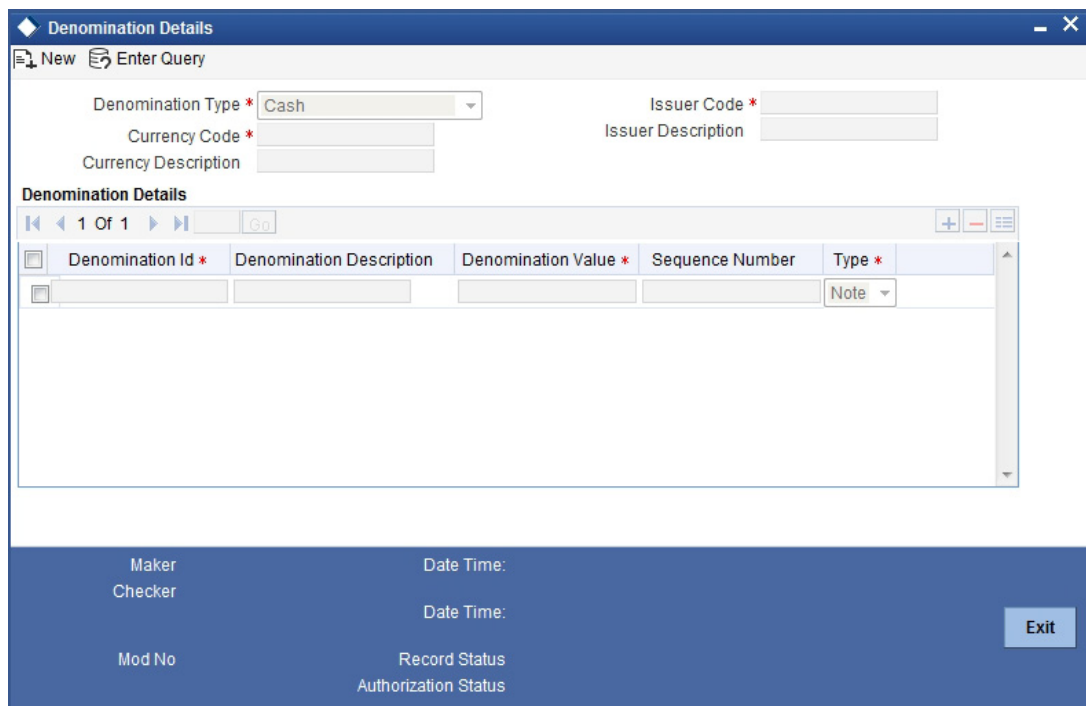 Denomination Details
New Enter Query
Denomination Type * Cash Issuer Code *
Currency Code * Issuer Description
Currency Description
Denomination Details
1 Of 1 Go
Denomination Id * Denomination Description Denomination Value * Sequence Number Type *
Note
Maker Date Time:
Checker
Date Time:
Exit
Mod No Record Status
Authorization Status